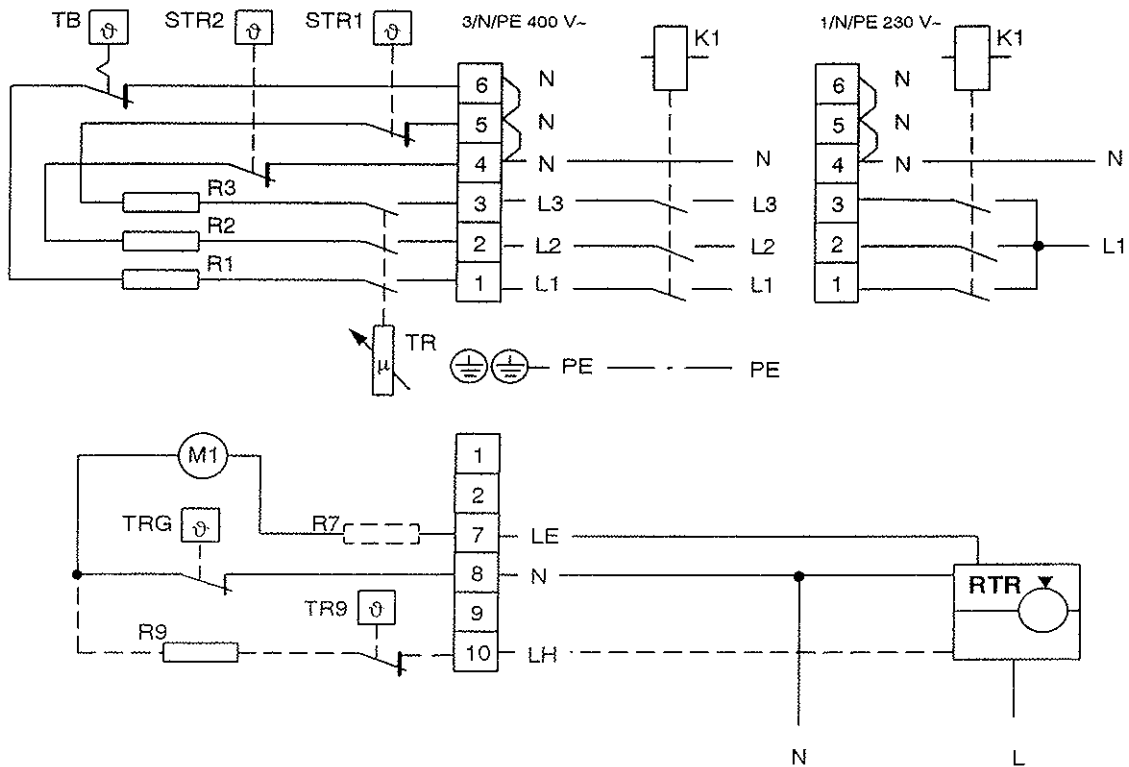 TB ϑ STR2 ϑ STR1 ϑ 3/N/PE 400 V~ K1 1/N/PE 230 V~ K1
6 N 6 N
5 N 5 N
4 N N 4 N N
R3 3 L3 L3 3
R2 2 L2 L2 2 L1
R1 1 L1 L1 1
TR
µ PE PE
M1 1
2
TRG ϑ R7 7 LE
8 N RTR
TR9 ϑ 9
R9 10 LH
N L